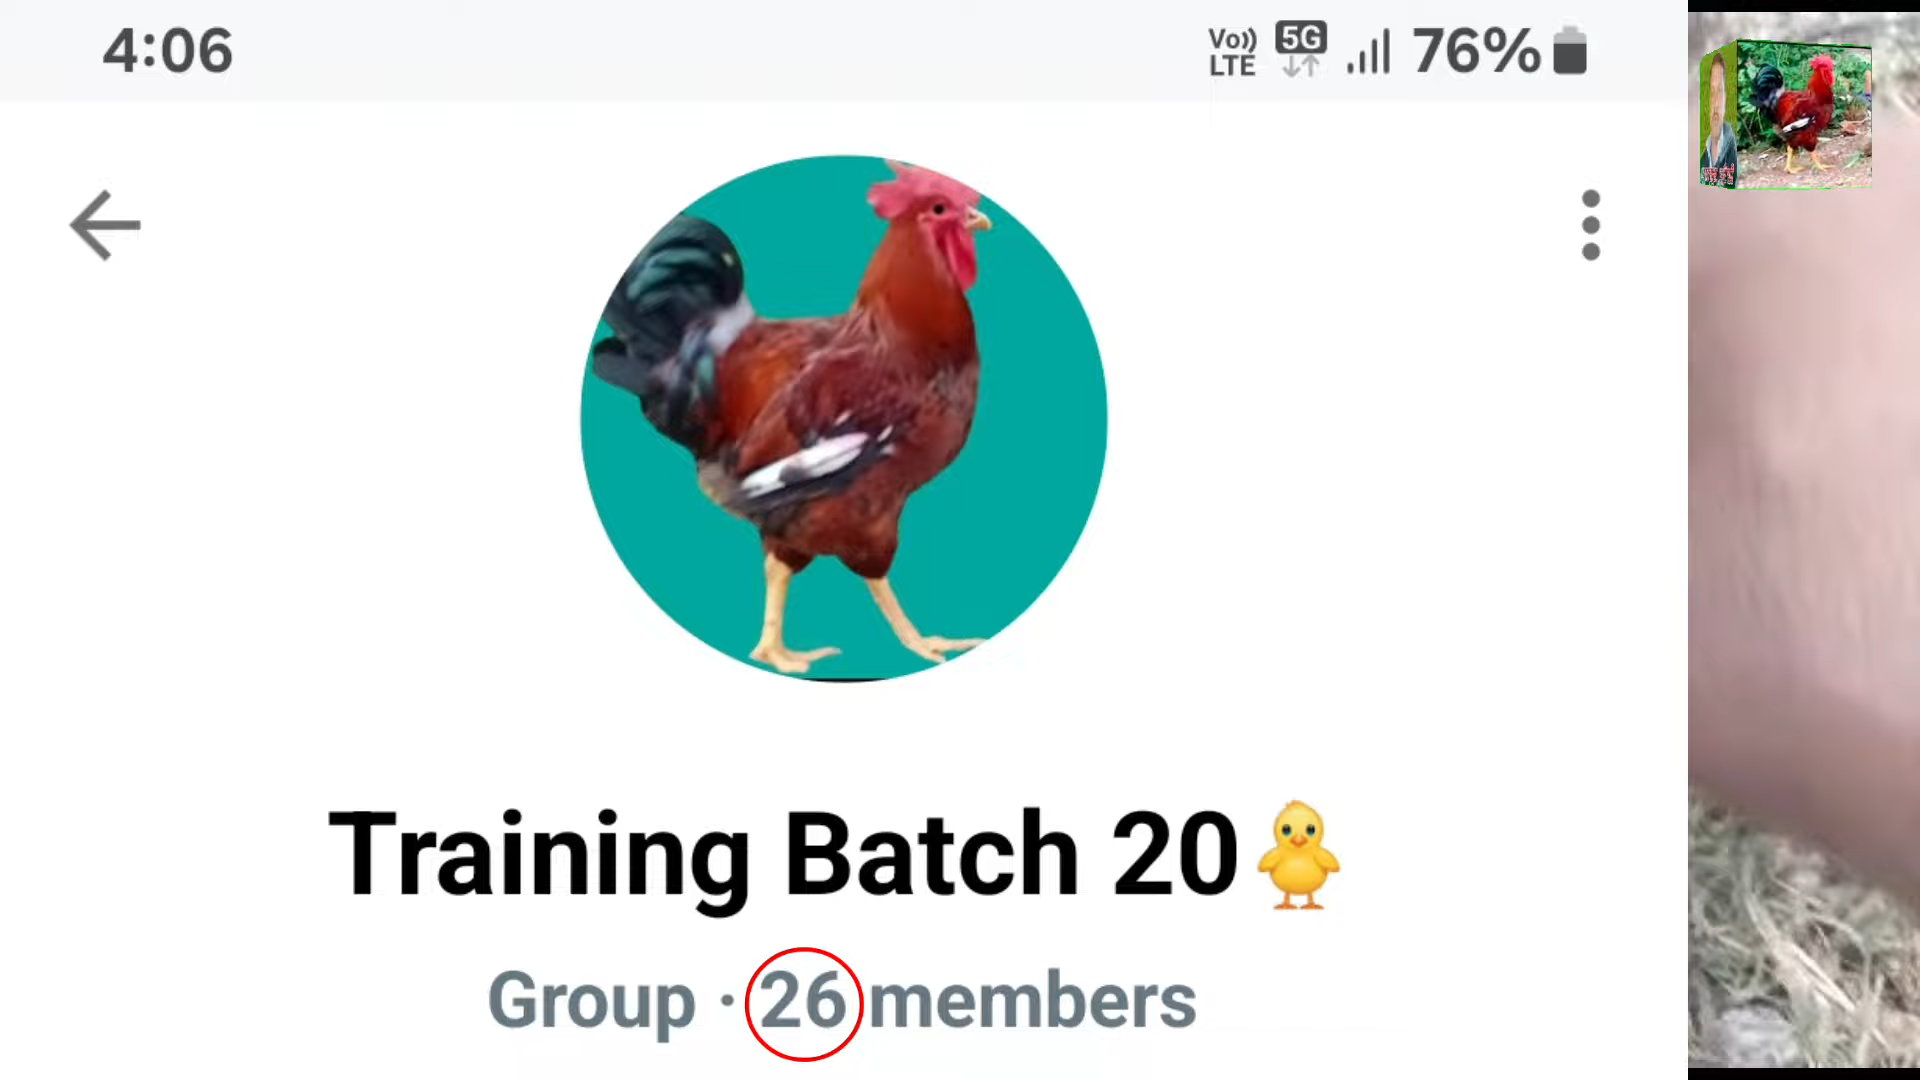 4:06
Vo)) LTE 5G 76%
Training Batch 20🐥
Group · 26 members